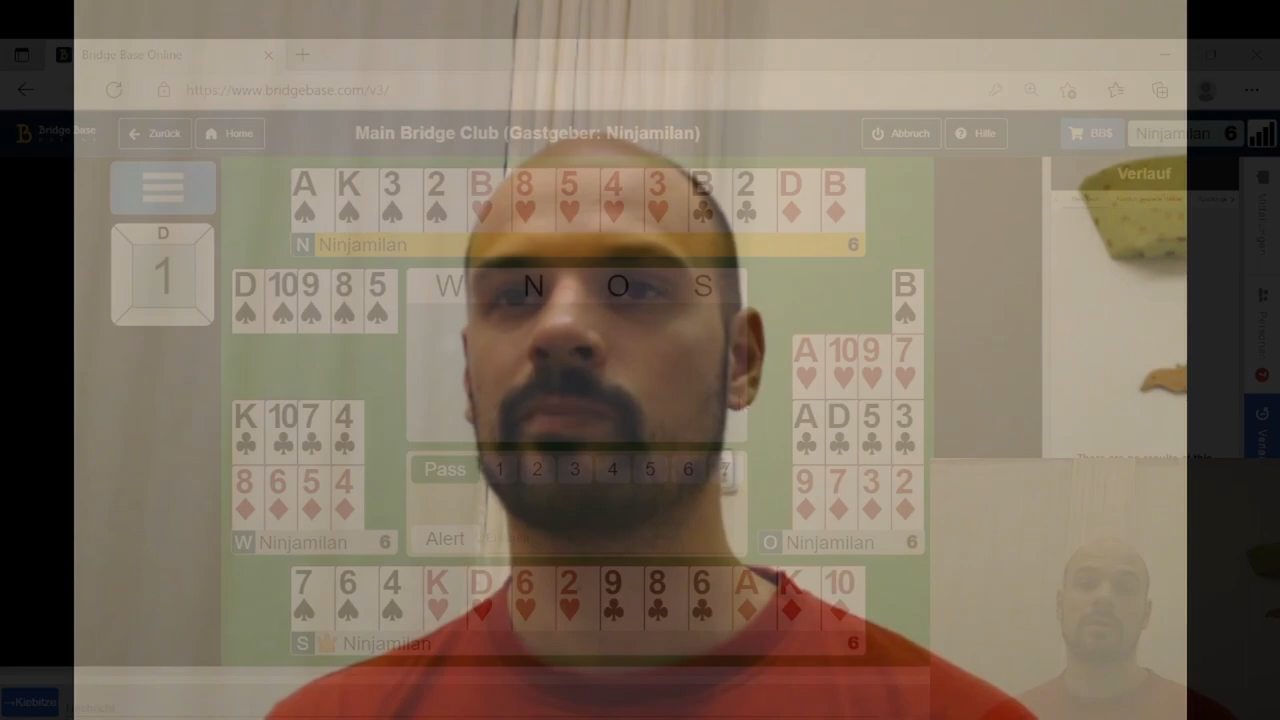 Bridge Base Online
https://www.bridgebase.com/v3/
B Bridge Base
Zurück Home Main Bridge Club (Gastgeber: Ninjamilan) Abbruch Hilfe BB$ Ninjamilan 6
Verlauf
D
1
A K 3 2 B 8 5 4 3 B 2 D B
N Ninjamilan 6
D 10 9 8 5
W N O S
B
A 10 9 7
K 10 7 4
A D 5 3
Pass 1 2 3 4 5 6 7
8 6 5 4
9 7 3 2
Alert
W Ninjamilan 6
O Ninjamilan 6
7 6 4 K D 6 2 9 8 6 A K 10
S Ninjamilan 6